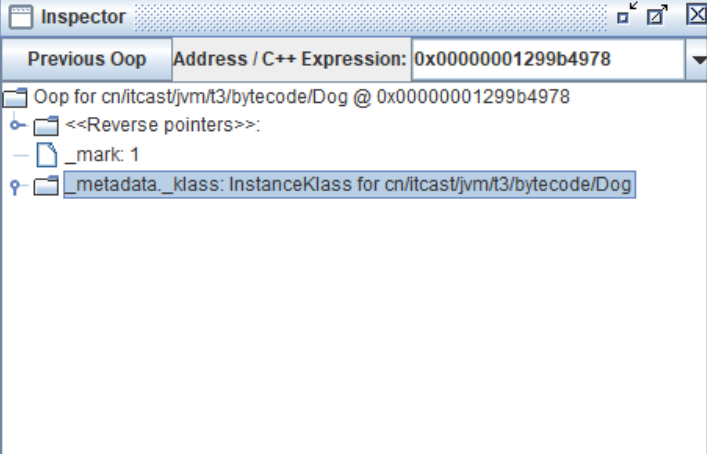 Inspector
Previous Oop Address / C++ Expression: 0x00000001299b4978
Oop for cn/itcast/jvm/t3/bytecode/Dog @ 0x00000001299b4978
<<Reverse pointers>>:
_mark: 1
_metadata._klass: InstanceKlass for cn/itcast/jvm/t3/bytecode/Dog